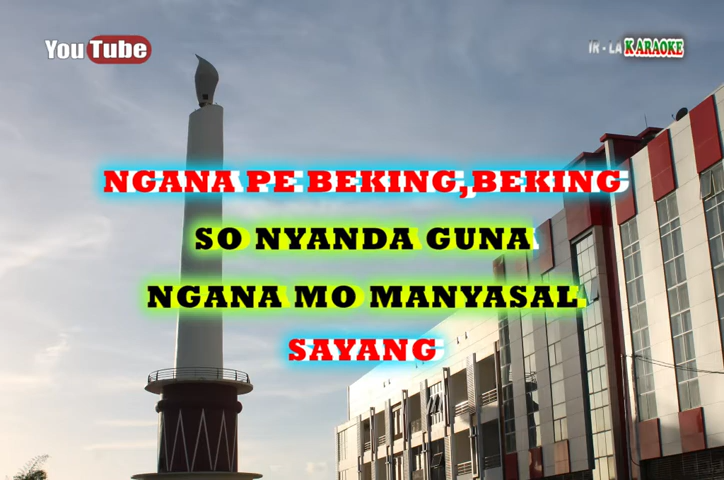 YouTube
IR - LA KARAOKE
NGANA PE BEKING,BEKING
SO NYANDA GUNA
NGANA MO MANYASAL
SAYANG